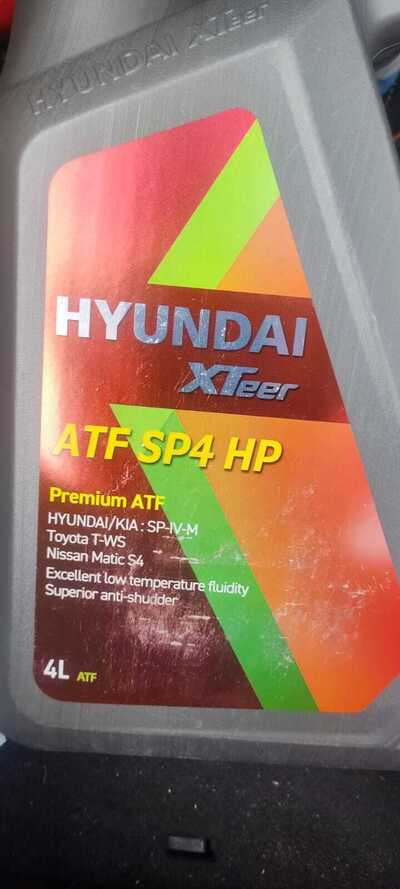 HYUNDAI XTeer
HYUNDAI
XTeer
ATF SP4 HP
Premium ATF
HYUNDAI/KIA : SP-IV-M
Toyota T-WS
Nissan Matic S4
Excellent low temperature fluidity
Superior anti-shudder
4L ATF